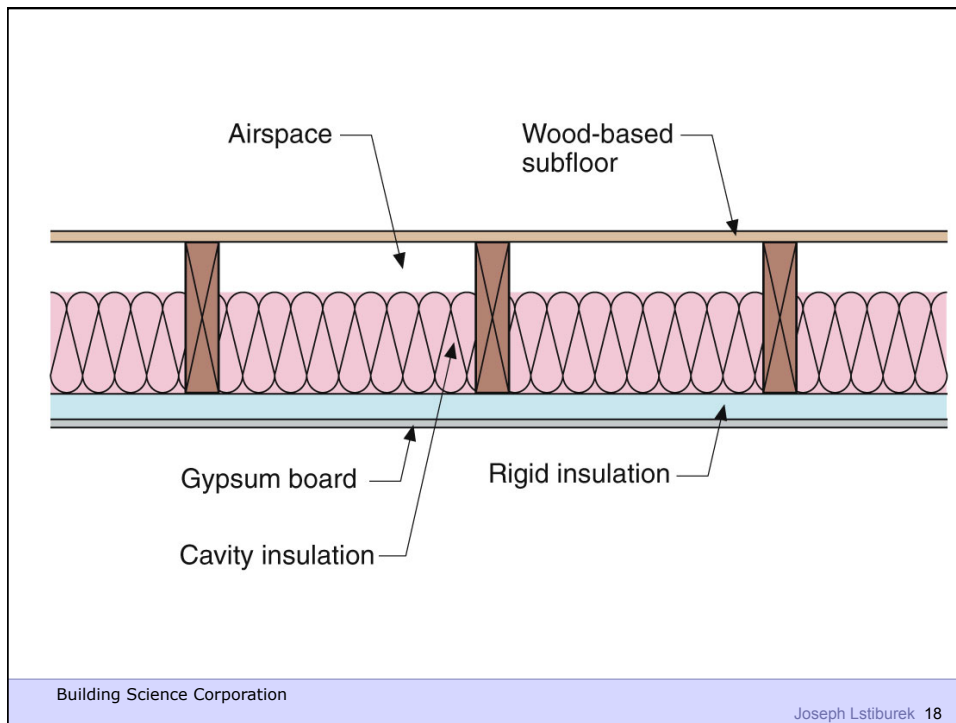 Airspace
Wood-based
subfloor
Gypsum board
Rigid insulation
Cavity insulation
Building Science Corporation
Joseph Lstiburek 18